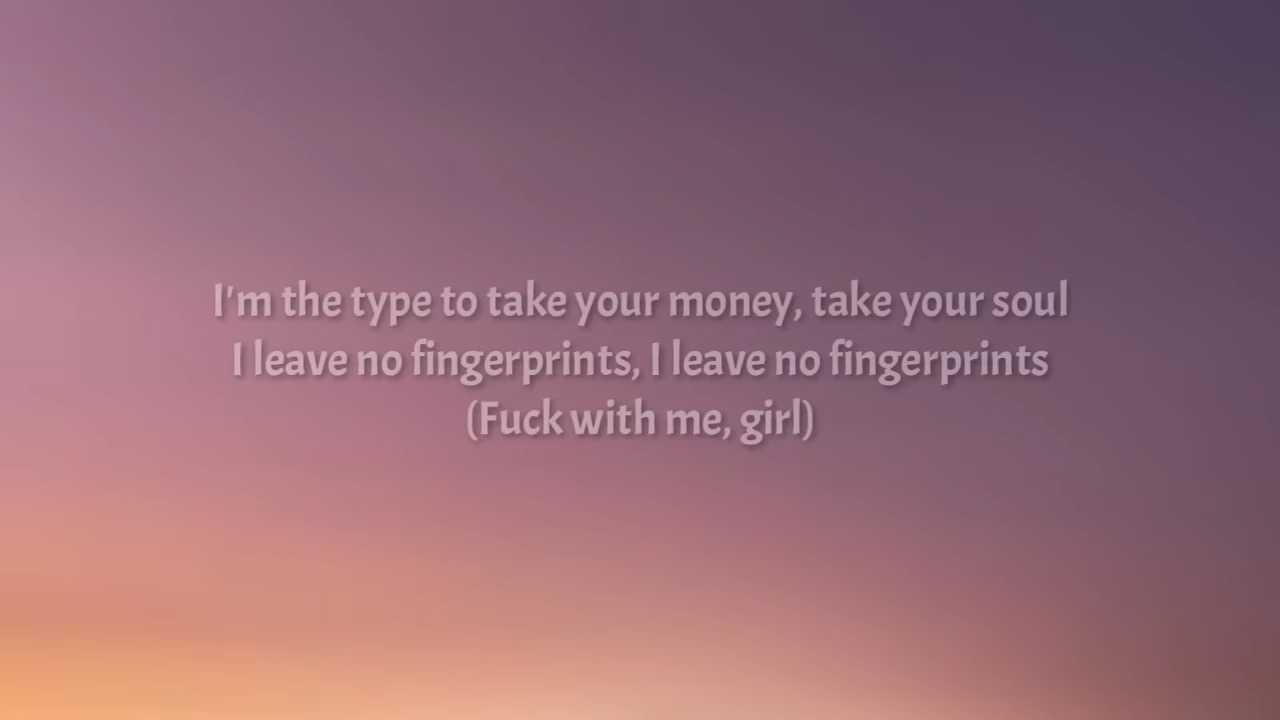 I'm the type to take your money, take your soul
I leave no fingerprints, I leave no fingerprints
(Fuck with me, girl)